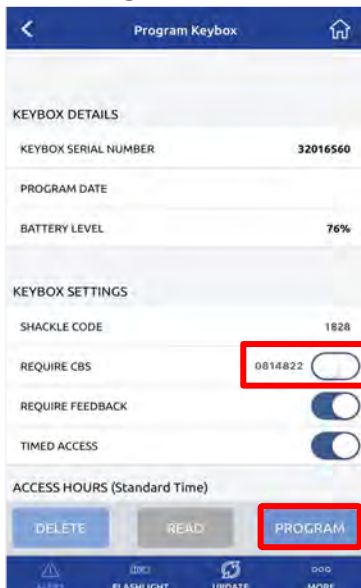 Program Keybox
KEYBOX DETAILS
KEYBOX SERIAL NUMBER 32016560
PROGRAM DATE
BATTERY LEVEL 76%
KEYBOX SETTINGS
SHACKLE CODE 1828
REQUIRE CBS 0814822
REQUIRE FEEDBACK
TIMED ACCESS
ACCESS HOURS (Standard Time)
DELETE READ PROGRAM
FLASHLIGHT UPDATE MORE